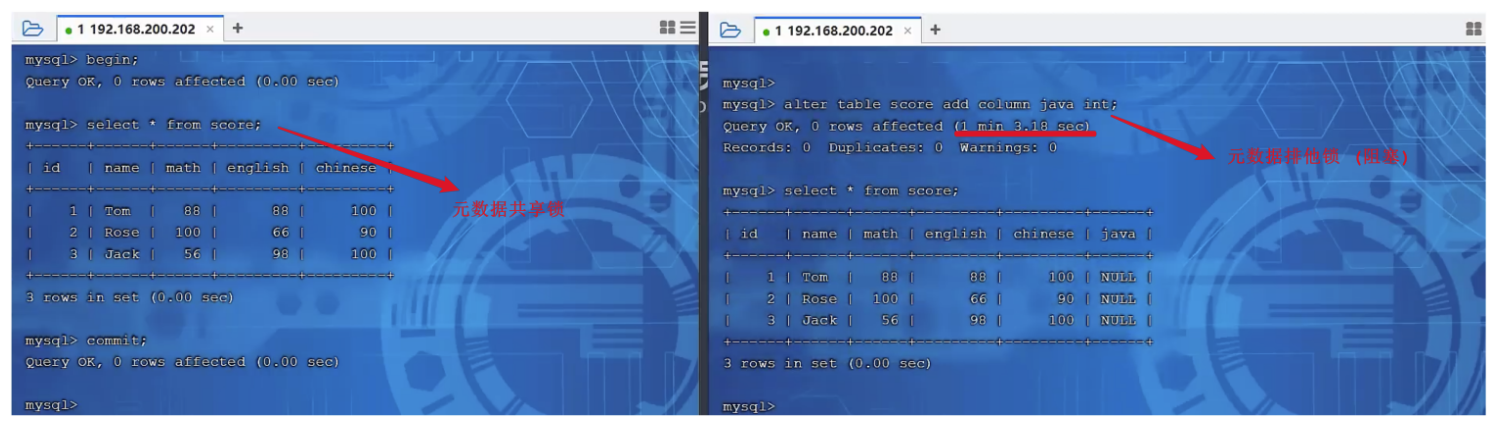 1 192.168.200.202 × +
mysql> begin;
Query OK, 0 rows affected (0.00 sec)
mysql> select * from score;
+------+------+------+---------+---------+
| id   | name | math | english | chinese |
+------+------+------+---------+---------+
|    1 | Tom  |   88 |      88 |     100 |
|    2 | Rose |  100 |      66 |      90 |
|    3 | Jack |   56 |      98 |     100 |
+------+------+------+---------+---------+
3 rows in set (0.00 sec)
mysql> commit;
Query OK, 0 rows affected (0.00 sec)
mysql>
元数据共享锁
1 192.168.200.202 × +
mysql>
mysql> alter table score add column java int;
Query OK, 0 rows affected (1 min 3.18 sec)
Records: 0  Duplicates: 0  Warnings: 0
元数据排他锁 (阻塞)
mysql> select * from score;
+------+------+------+---------+---------+------+
| id   | name | math | english | chinese | java |
+------+------+------+---------+---------+------+
|    1 | Tom  |   88 |      88 |     100 | NULL |
|    2 | Rose |  100 |      66 |      90 | NULL |
|    3 | Jack |   56 |      98 |     100 | NULL |
+------+------+------+---------+---------+------+
3 rows in set (0.00 sec)
mysql>